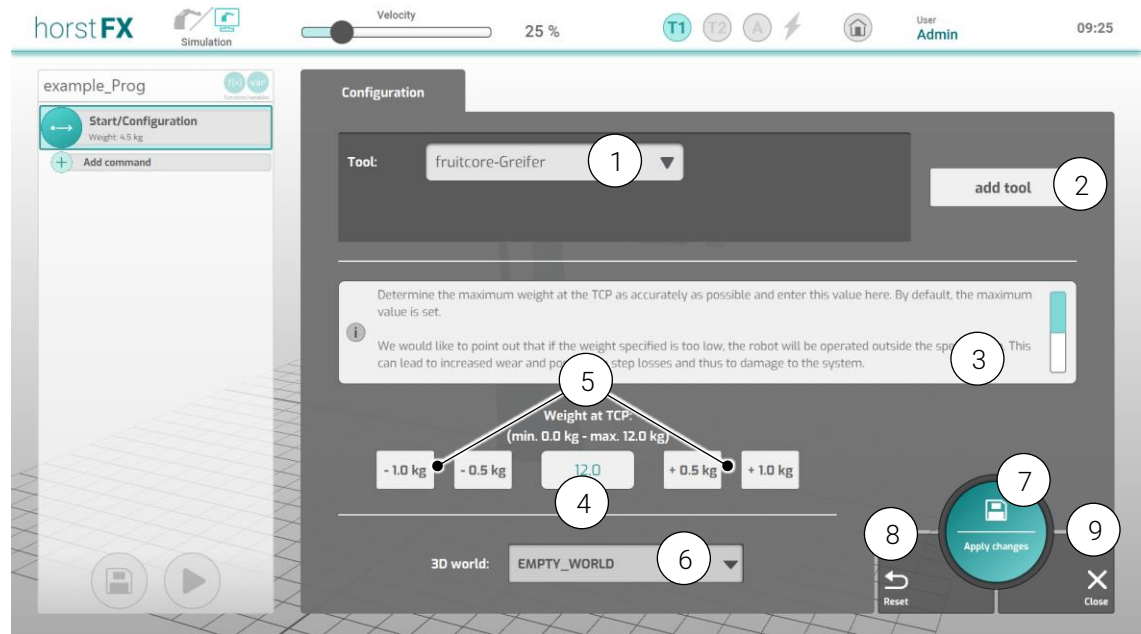 horstFX
Simulation
Velocity
25 %
T1
T2
A
User
Admin
09:25
example_Prog
f(x)
var
Functions/variables
Start/Configuration
Weight: 4.5 kg
Add command
Configuration
Tool:
fruitcore-Greifer
1
add tool
2
Determine the maximum weight at the TCP as accurately as possible and enter this value here. By default, the maximum
value is set.
i
We would like to point out that if the weight specified is too low, the robot will be operated outside the This
can lead to increased wear and step losses and thus to damage to the system.
3
5
Weight at TCP:
(min. 0.0 kg - max. 12.0 kg)
- 1.0 kg
- 0.5 kg
12.0
+ 0.5 kg
+ 1.0 kg
4
3D world:
EMPTY_WORLD
6
7
Apply changes
8
Reset
9
Close